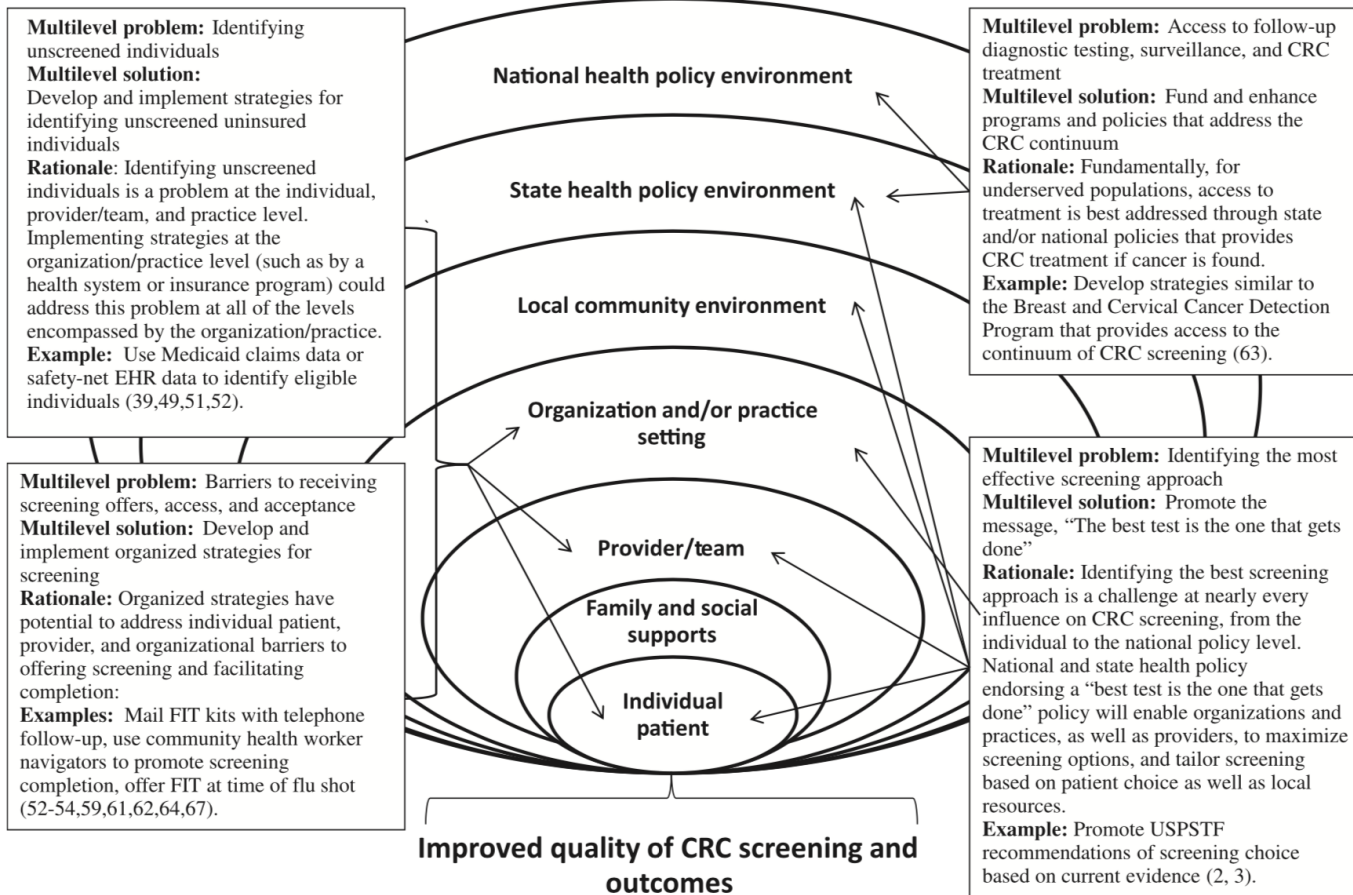 Multilevel problem: Identifying
unscreened individuals
Multilevel solution:
Develop and implement strategies for
identifying unscreened uninsured
individuals
Rationale: Identifying unscreened
individuals is a problem at the individual,
provider/team, and practice level.
Implementing strategies at the
organization/practice level (such as by a
health system or insurance program) could
address this problem at all of the levels
encompassed by the organization/practice.
Example: Use Medicaid claims data or
safety-net EHR data to identify eligible
individuals (39,49,51,52).
Multilevel problem: Barriers to receiving
screening offers, access, and acceptance
Multilevel solution: Develop and
implement organized strategies for
screening
Rationale: Organized strategies have
potential to address individual patient,
provider, and organizational barriers to
offering screening and facilitating
completion:
Examples: Mail FIT kits with telephone
follow-up, use community health worker
navigators to promote screening
completion, offer FIT at time of flu shot
(52-54,59,61,62,64,67).
National health policy environment
State health policy environment
Local community environment
Organization and/or practice
setting
Provider/team
Family and social
supports
Individual
patient
Improved quality of CRC screening and
outcomes
Multilevel problem: Access to follow-up
diagnostic testing, surveillance, and CRC
treatment
Multilevel solution: Fund and enhance
programs and policies that address the
CRC continuum
Rationale: Fundamentally, for
underserved populations, access to
treatment is best addressed through state
and/or national policies that provides
CRC treatment if cancer is found.
Example: Develop strategies similar to
the Breast and Cervical Cancer Detection
Program that provides access to the
continuum of CRC screening (63).
Multilevel problem: Identifying the most
effective screening approach
Multilevel solution: Promote the
message, “The best test is the one that gets
done”
Rationale: Identifying the best screening
approach is a challenge at nearly every
influence on CRC screening, from the
individual to the national policy level.
National and state health policy
endorsing a “best test is the one that gets
done” policy will enable organizations and
practices, as well as providers, to maximize
screening options, and tailor screening
based on patient choice as well as local
resources.
Example: Promote USPSTF
recommendations of screening choice
based on current evidence (2, 3).